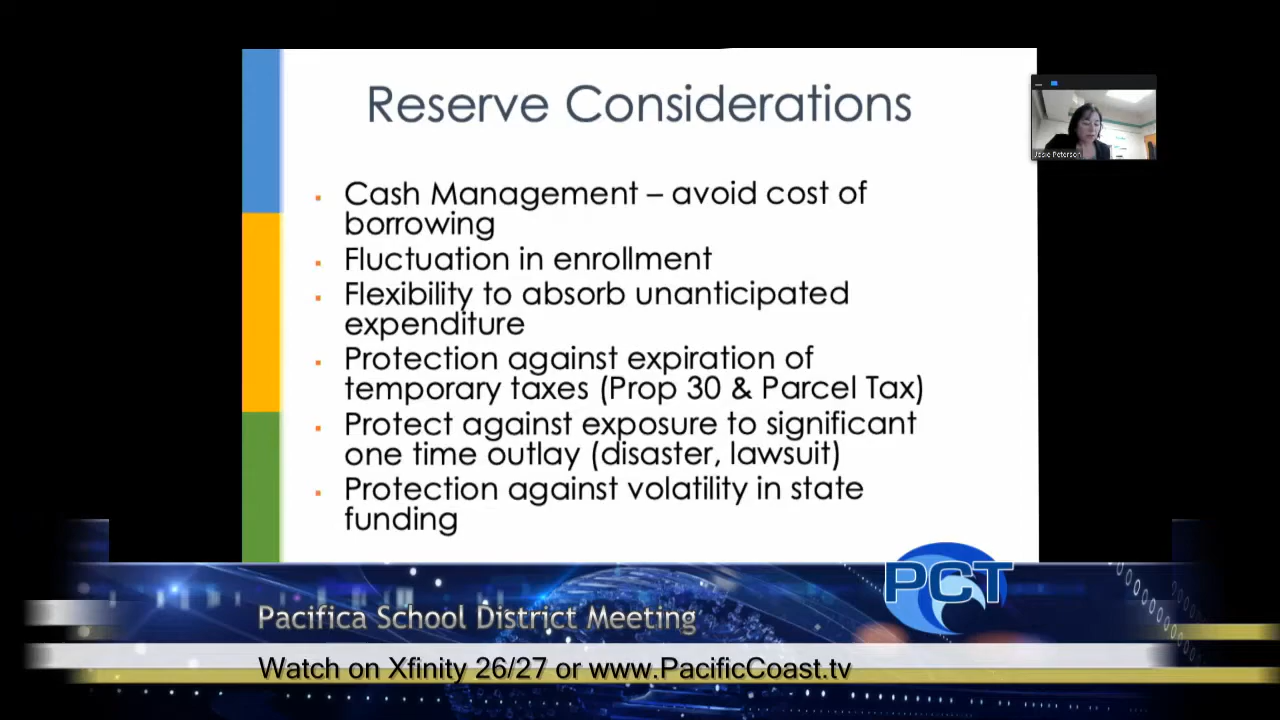 Reserve Considerations
Cash Management – avoid cost of
borrowing
Fluctuation in enrollment
Flexibility to absorb unanticipated
expenditure
Protection against expiration of
temporary taxes (Prop 30 & Parcel Tax)
Protect against exposure to significant
one time outlay (disaster, lawsuit)
Protection against volatility in state
funding
Josie Peterson
PCT
Pacifica School District Meeting
Watch on Xfinity 26/27 or www.PacificCoast.tv